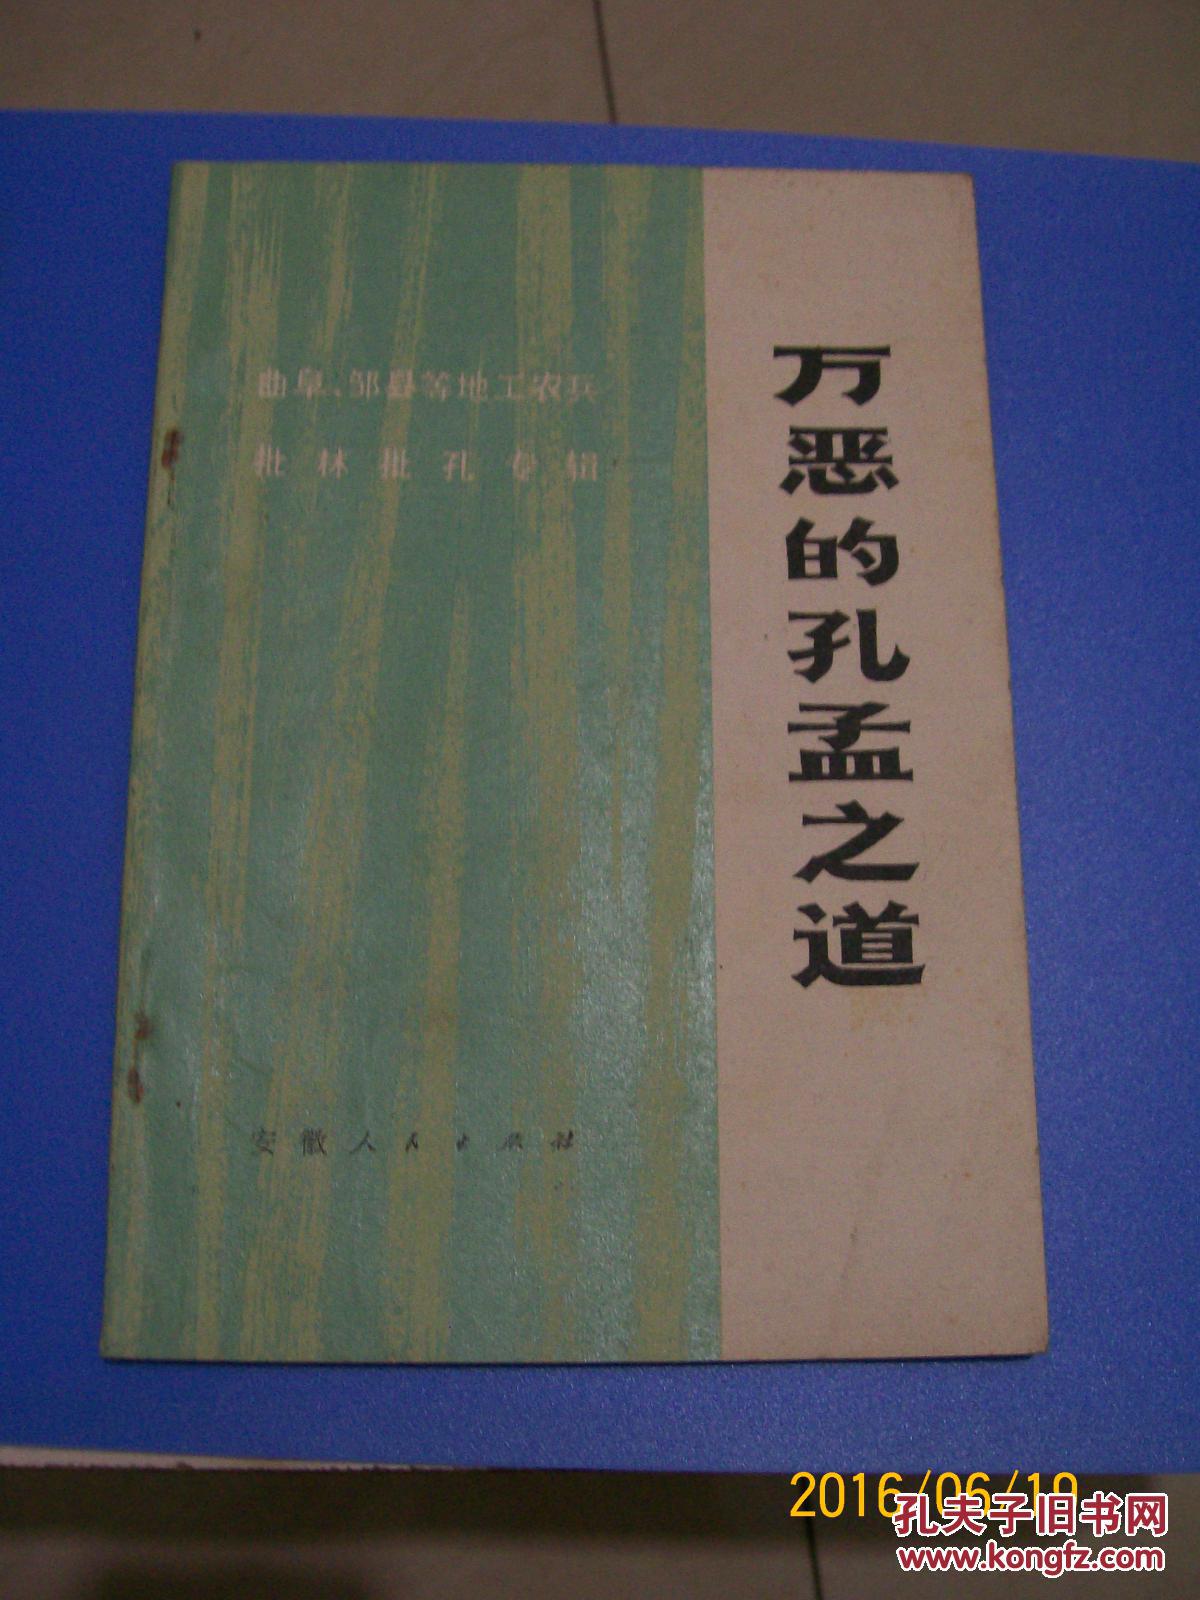 万恶的孔孟之道
曲阜、邹县等地工农兵
批林批孔专辑
安徽人民出版社
2016/06/19
孔夫子旧书网
www.kongfz.com